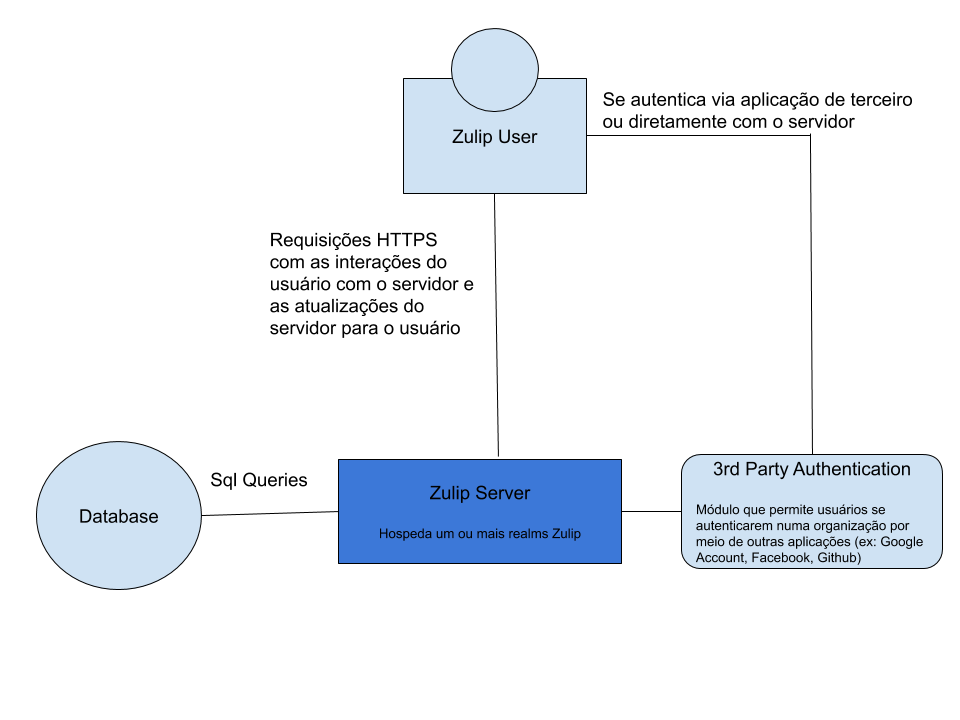 Se autentica via aplicação de terceiro
ou diretamente com o servidor
Zulip User
Requisições HTTPS
com as interações do
usuário com o servidor e
as atualizações do
servidor para o usuário
Sql Queries
Database
Zulip Server
Hospeda um ou mais realms Zulip
3rd Party Authentication
Módulo que permite usuários se
autenticarem numa organização por
meio de outras aplicações (ex: Google
Account, Facebook, Github)